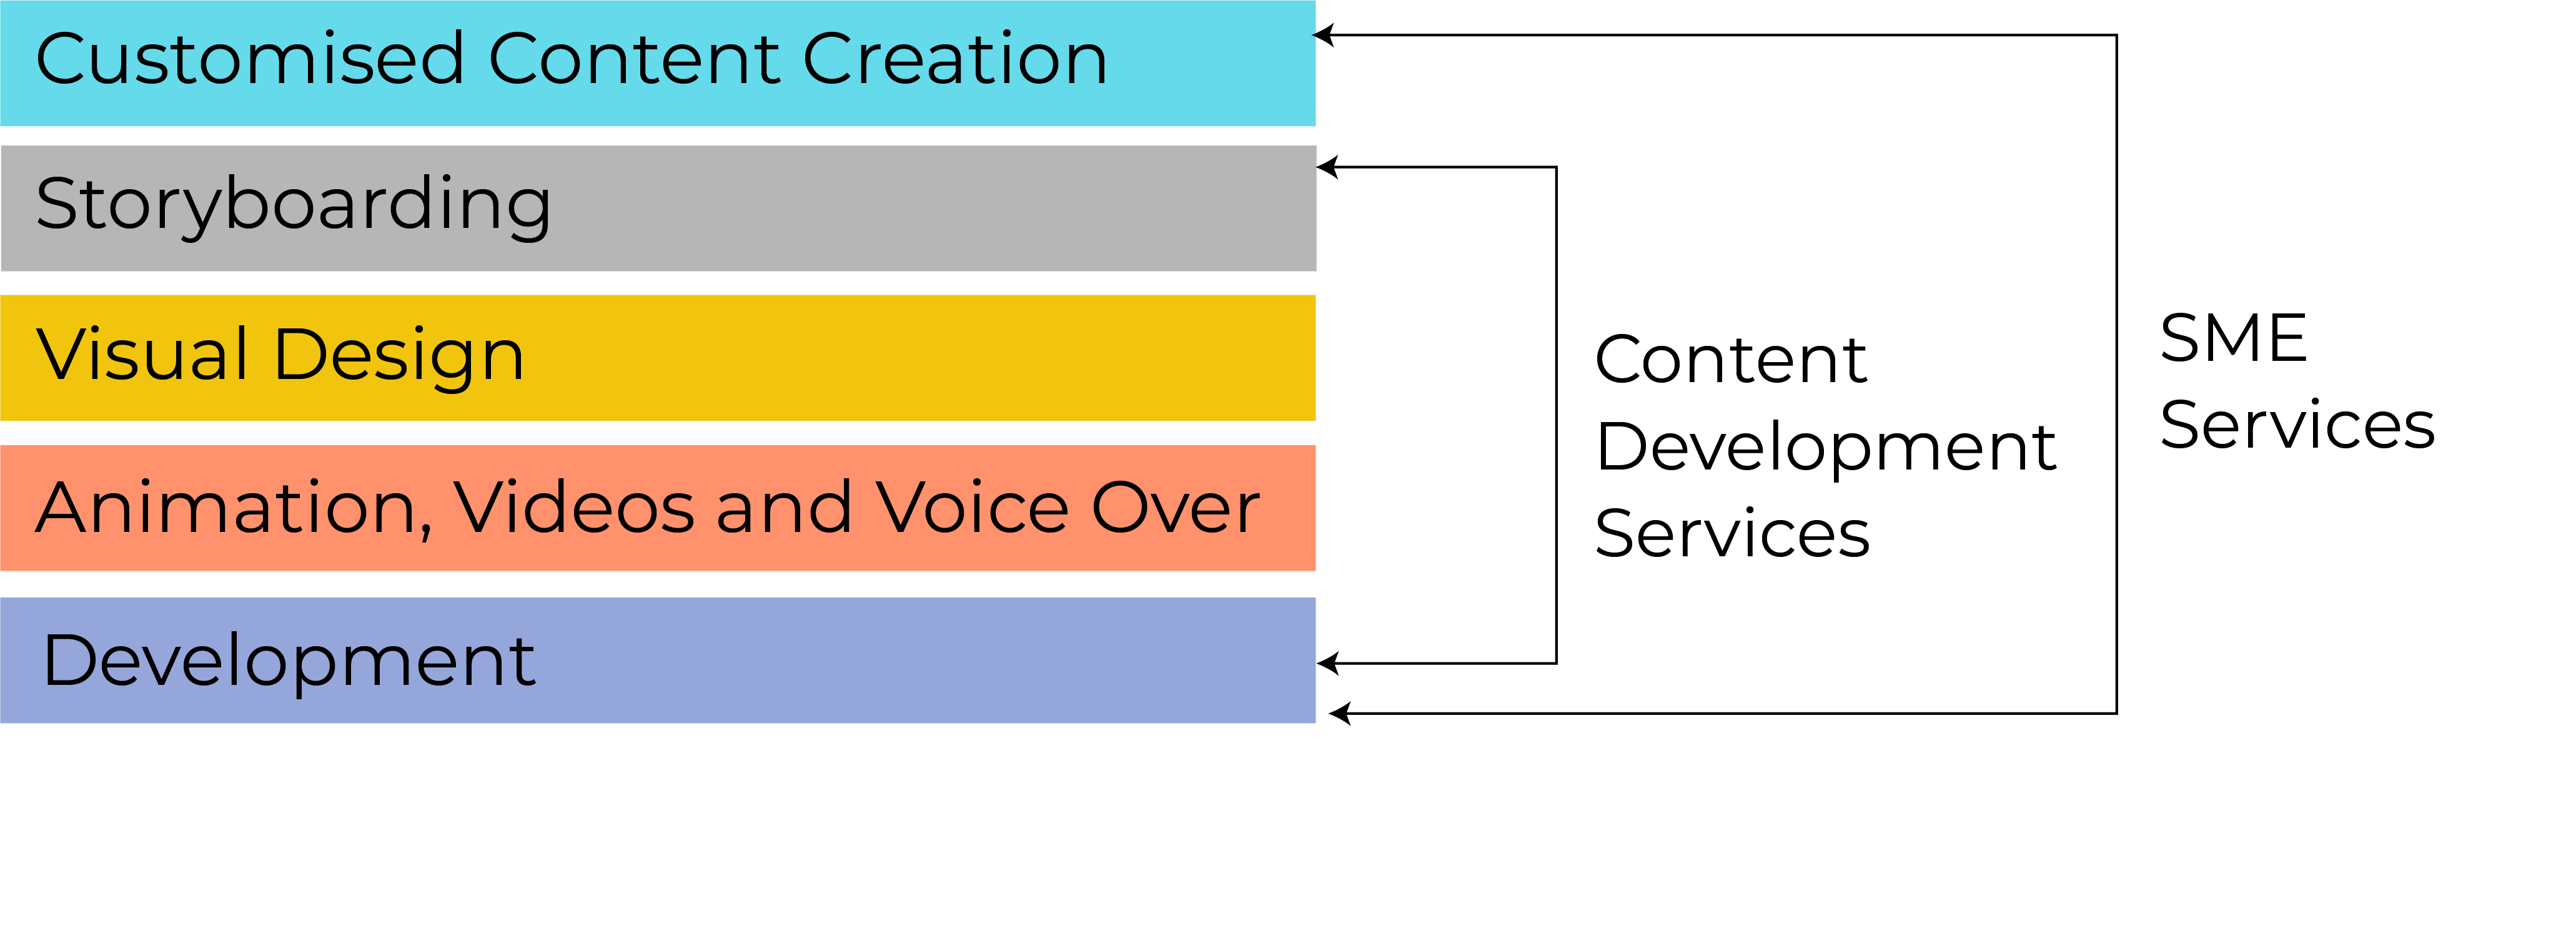 Customised Content Creation
Storyboarding
Visual Design
Animation, Videos and Voice Over
Development
Content
Development
Services
SME
Services